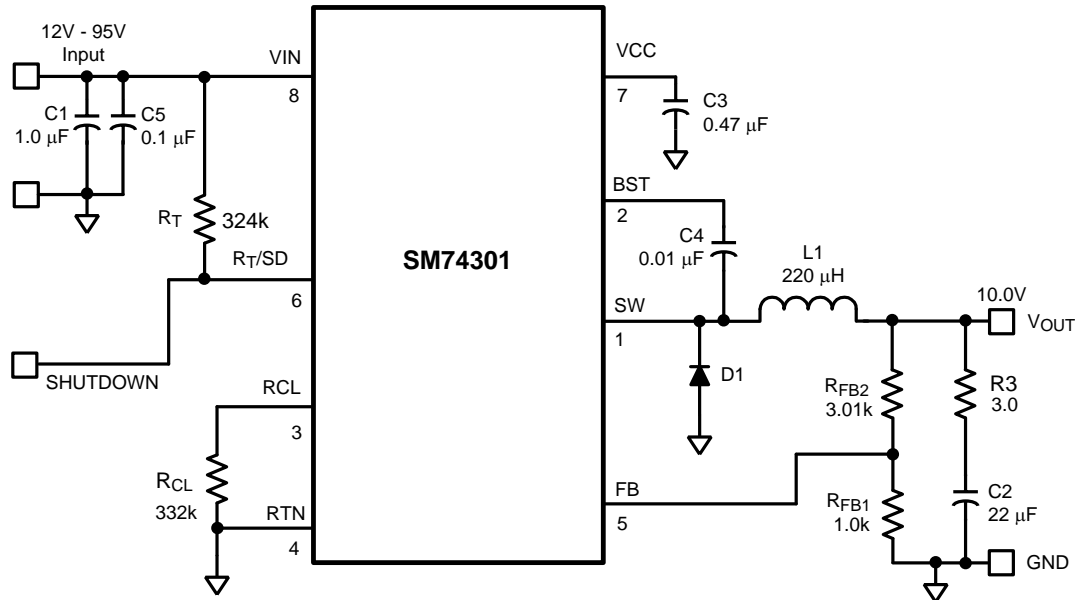 12V - 95V
Input
VIN
8
C1
1.0 μF
C5
0.1 μF
RT
324k
RT/SD
6
SHUTDOWN
RCL
3
RCL
332k
RTN
4
SM74301
VCC
7
C3
0.47 μF
BST
2
C4
0.01 μF
L1
220 μH
SW
1
D1
10.0V
VOUT
RFB2
3.01k
R3
3.0
FB
5
RFB1
1.0k
C2
22 μF
GND